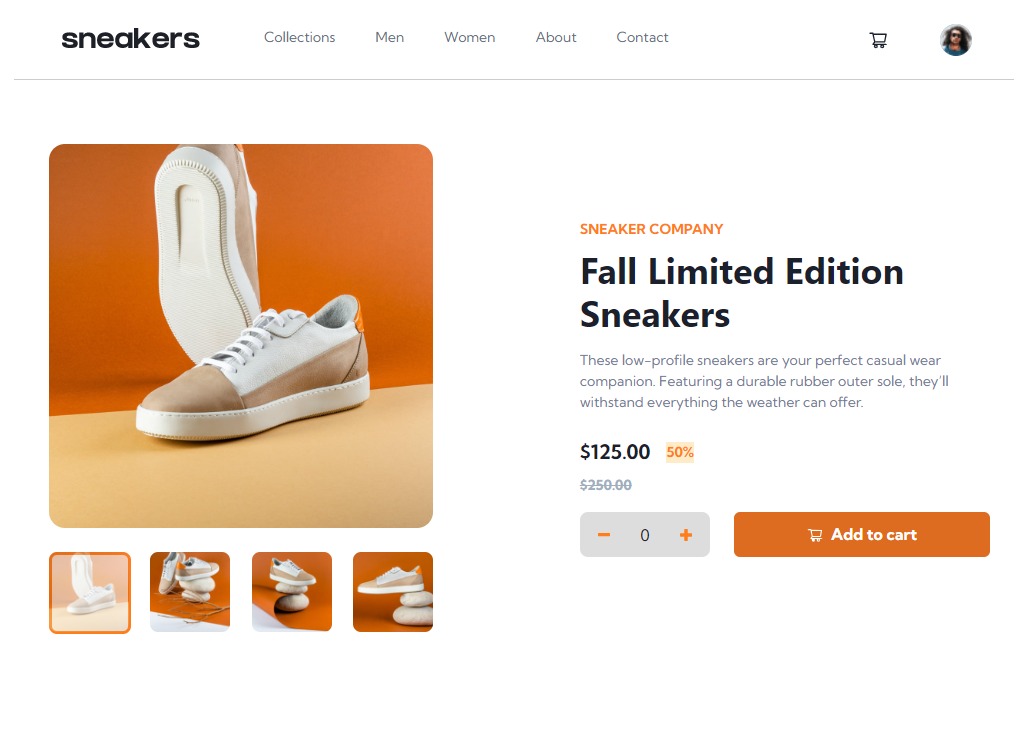 sneakers
Collections
Men
Women
About
Contact
SNEAKER COMPANY
Fall Limited Edition
Sneakers
These low-profile sneakers are your perfect casual wear
companion. Featuring a durable rubber outer sole, they’ll
withstand everything the weather can offer.
$125.00 50%
$250.00
0
Add to cart